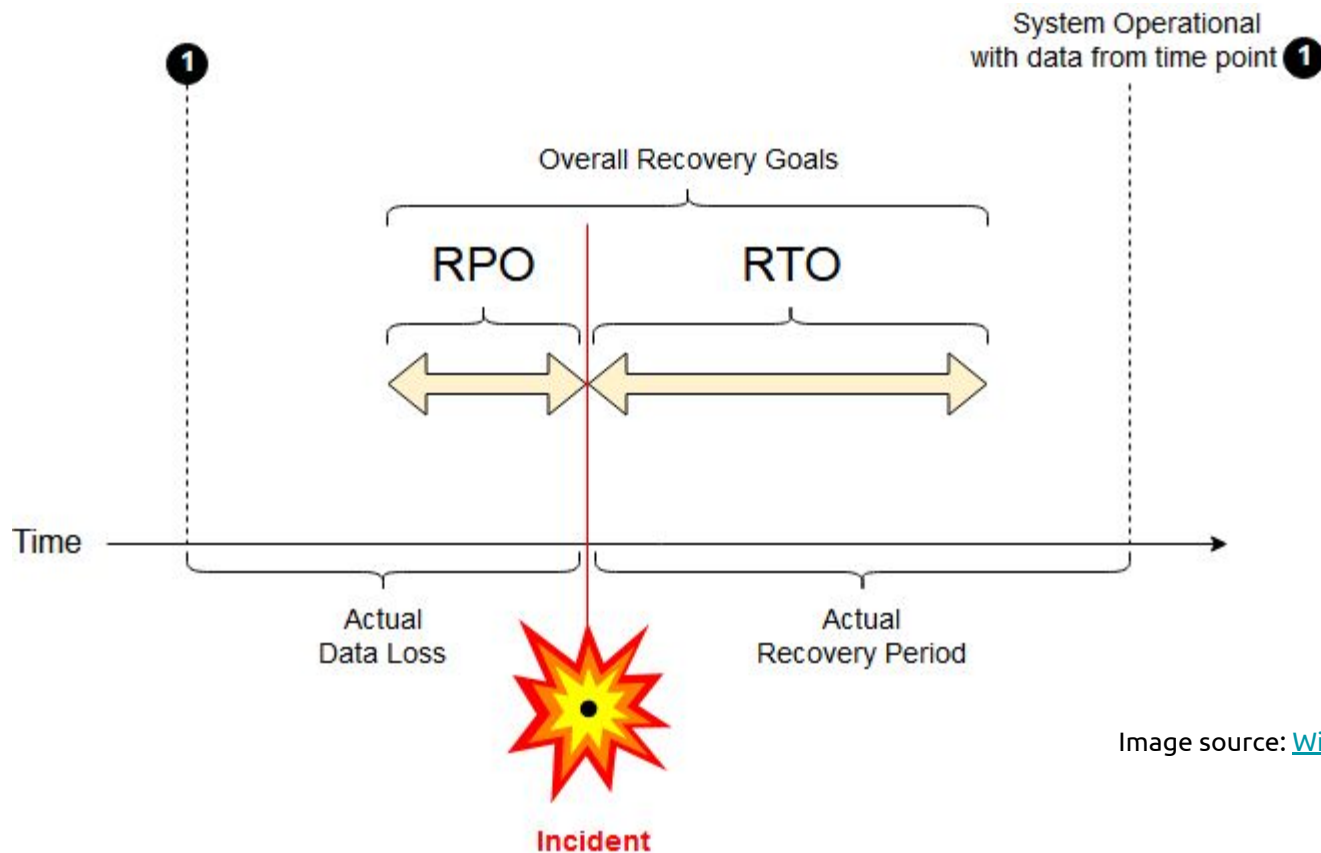 System Operational
with data from time point 1
1
Overall Recovery Goals
RPO
RTO
Time
Actual
Data Loss
Actual
Recovery Period
Image source: Wi
Incident